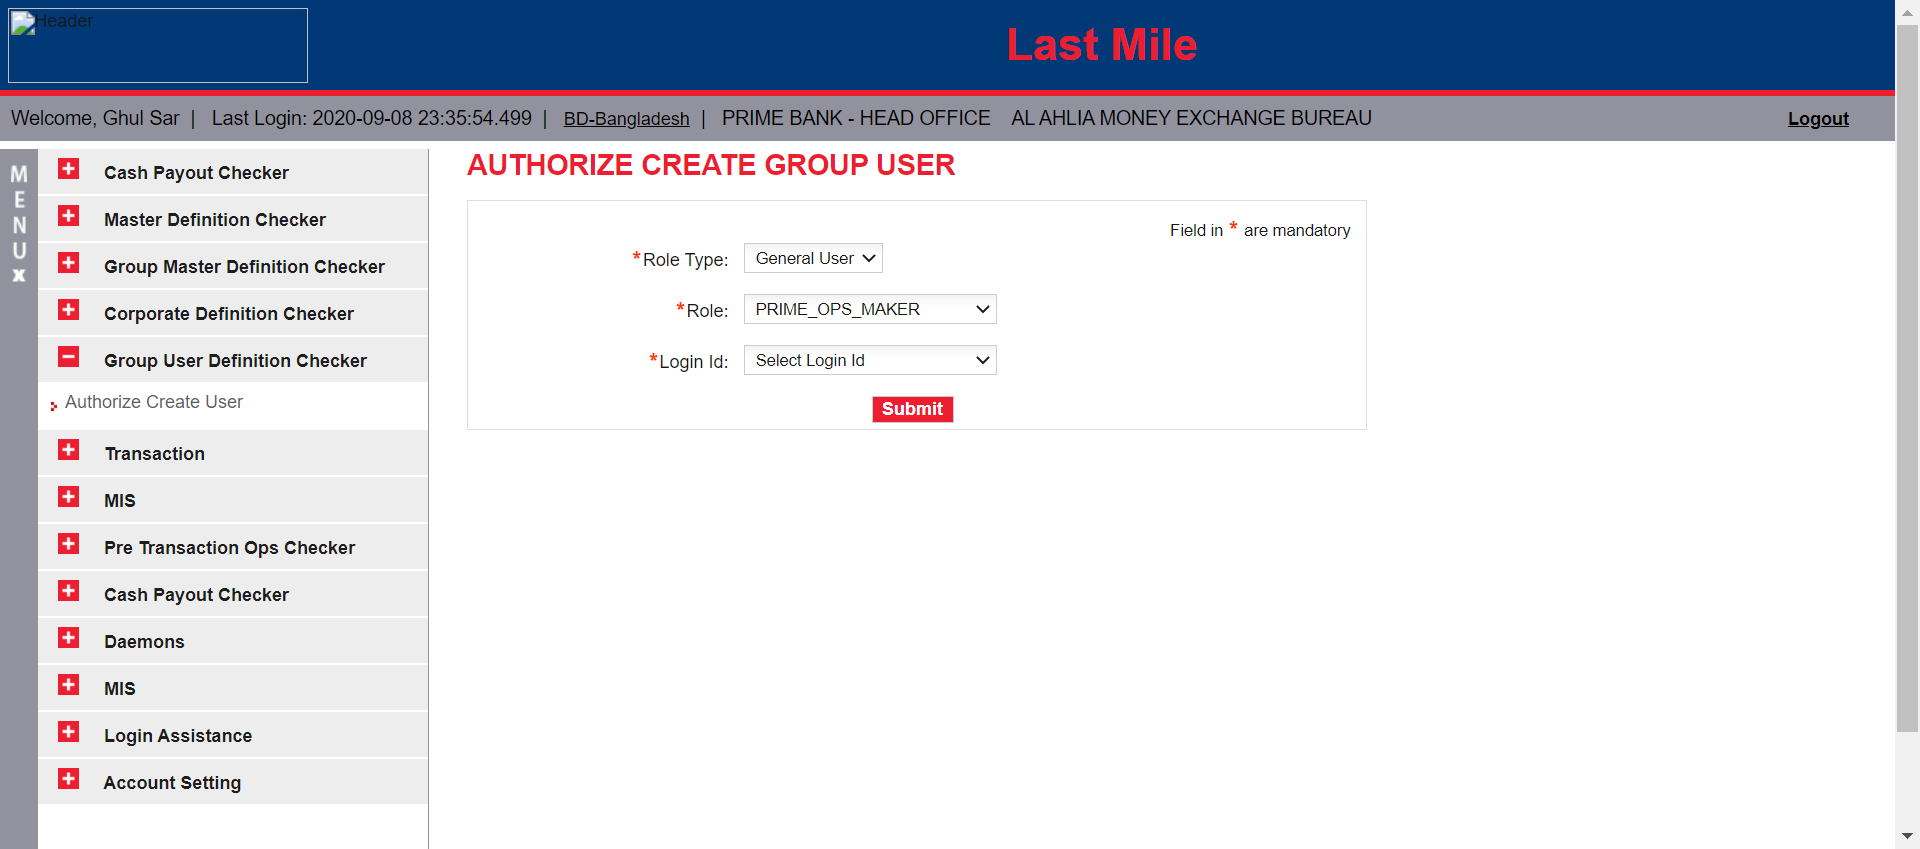 Header
Last Mile
Welcome, Ghul Sar | Last Login: 2020-09-08 23:35:54.499 | BD-Bangladesh | PRIME BANK - HEAD OFFICE AL AHLIA MONEY EXCHANGE BUREAU Logout
MENU x
Cash Payout Checker
Master Definition Checker
Group Master Definition Checker
Corporate Definition Checker
Group User Definition Checker
Authorize Create User
Transaction
MIS
Pre Transaction Ops Checker
Cash Payout Checker
Daemons
MIS
Login Assistance
Account Setting
AUTHORIZE CREATE GROUP USER
Field in * are mandatory
*Role Type: General User
*Role: PRIME_OPS_MAKER
*Login Id: Select Login Id
Submit